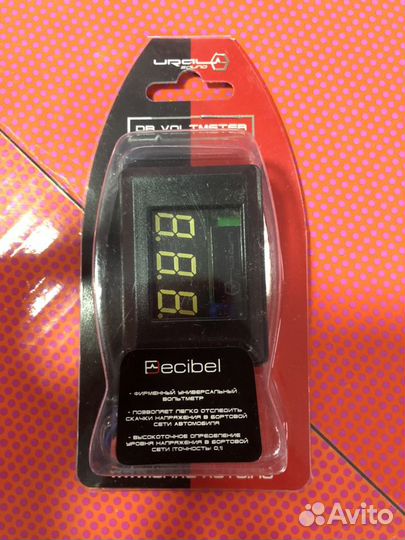 URAL
sound
DB VOLTMETER
8.8.8
Decibel
- ФИРМЕННЫЙ УНИВЕРСАЛЬНЫЙ
ВОЛЬТМЕТР
- ПОЗВОЛЯЕТ ЛЕГКО ОТСЛЕДИТЬ
СКАЧКИ НАПРЯЖЕНИЯ В БОРТОВОЙ
СЕТИ АВТОМОБИЛЯ
- ВЫСОКОТОЧНОЕ ОПРЕДЕЛЕНИЕ
УРОВНЯ НАПРЯЖЕНИЯ В БОРТОВОЙ
СЕТИ (ТОЧНОСТЬ: 0,1)
Avito